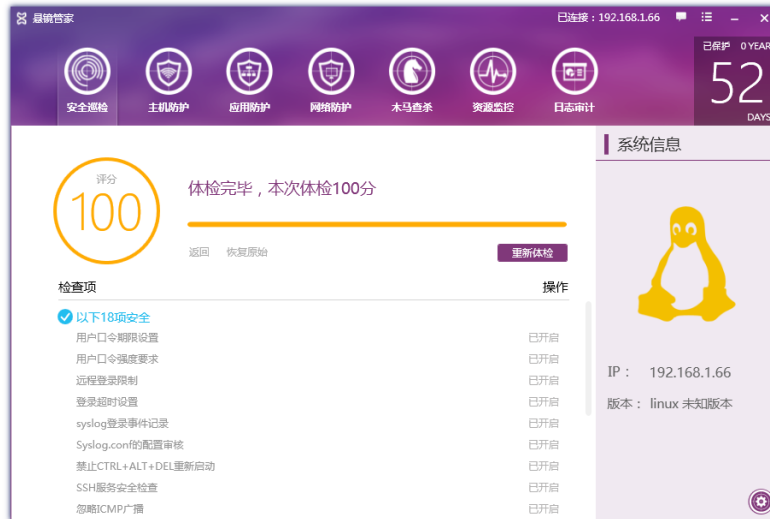 悬镜管家
已连接：192.168.1.66
安全巡检
主机防护
应用防护
网络防护
木马查杀
资源监控
日志审计
已保护 0 YEAR
52
DAYS
评分
100
体检完毕，本次体检100分
返回 恢复原始
重新体检
检查项 操作
以下18项安全
用户口令期限设置 已开启
用户口令强度要求 已开启
远程登录限制 已开启
登录超时设置 已开启
syslog登录事件记录 已开启
Syslog.conf的配置审核 已开启
禁止CTRL+ALT+DEL重新启动 已开启
SSH服务安全检查 已开启
忽略ICMP广播 已开启
系统信息
IP： 192.168.1.66
版本： linux 未知版本